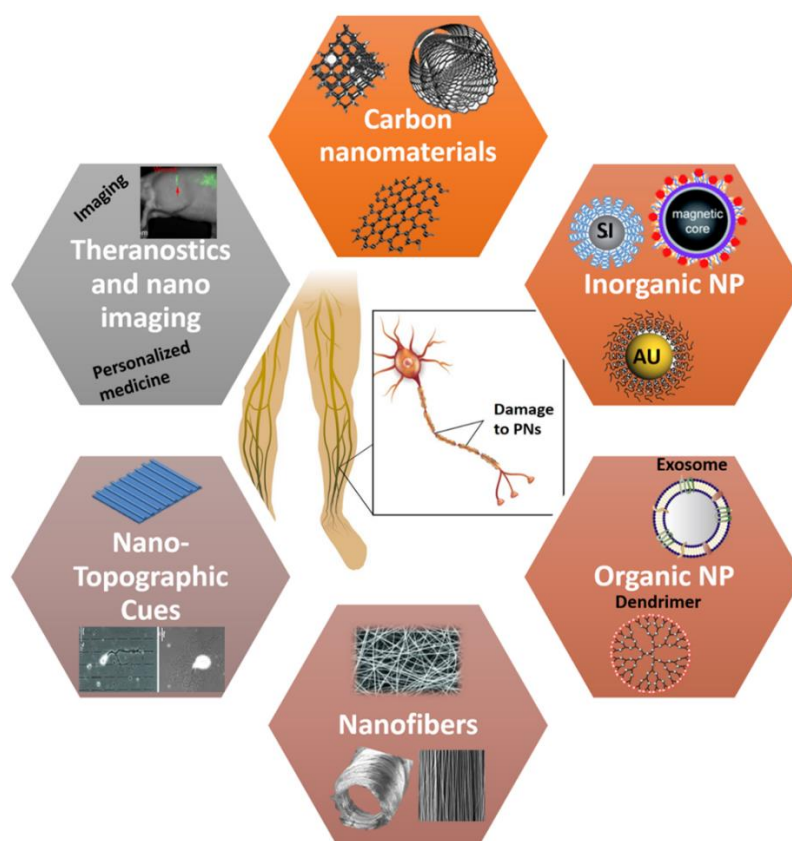 Carbon
nanomaterials
Imaging
Theranostics
and nano
imaging
Personalized
medicine
SI
magnetic
core
Inorganic NP
AU
Damage
to PNs
Nano-
Topographic
Cues
Exosome
Organic NP
Dendrimer
Nanofibers